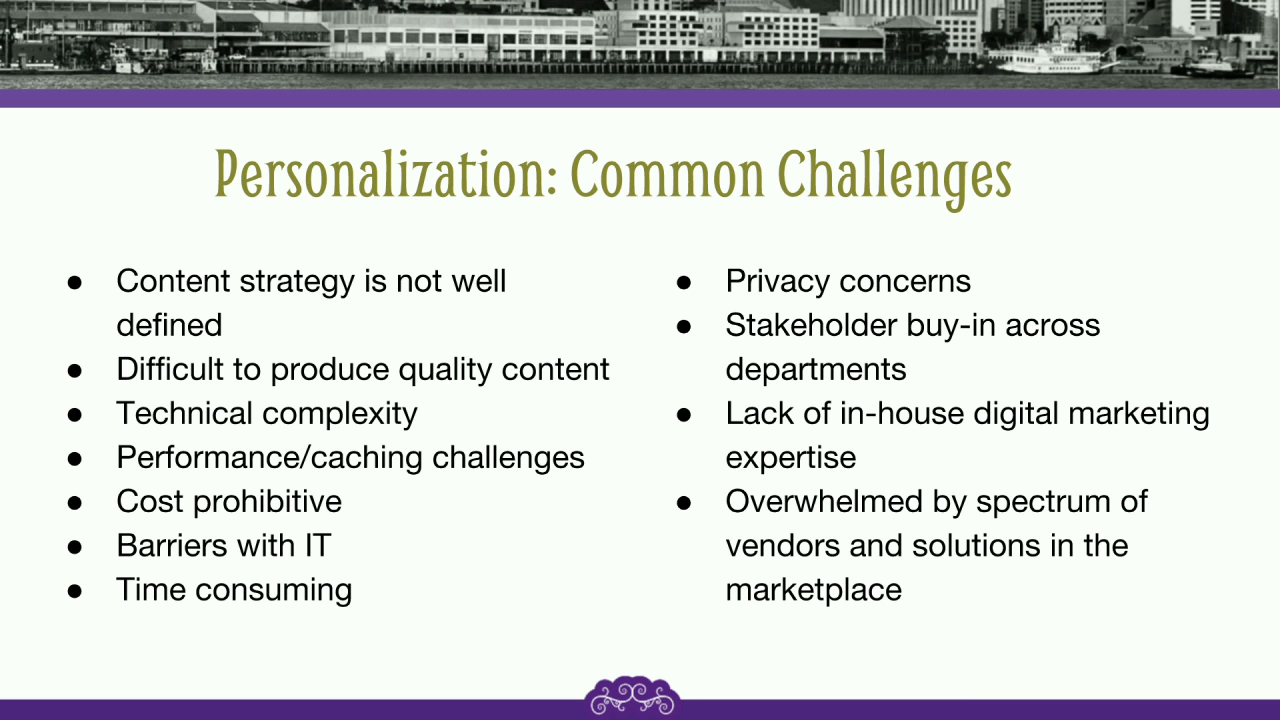 Personalization: Common Challenges
● Content strategy is not well
defined
● Difficult to produce quality content
● Technical complexity
● Performance/caching challenges
● Cost prohibitive
● Barriers with IT
● Time consuming
● Privacy concerns
● Stakeholder buy-in across
departments
● Lack of in-house digital marketing
expertise
● Overwhelmed by spectrum of
vendors and solutions in the
marketplace